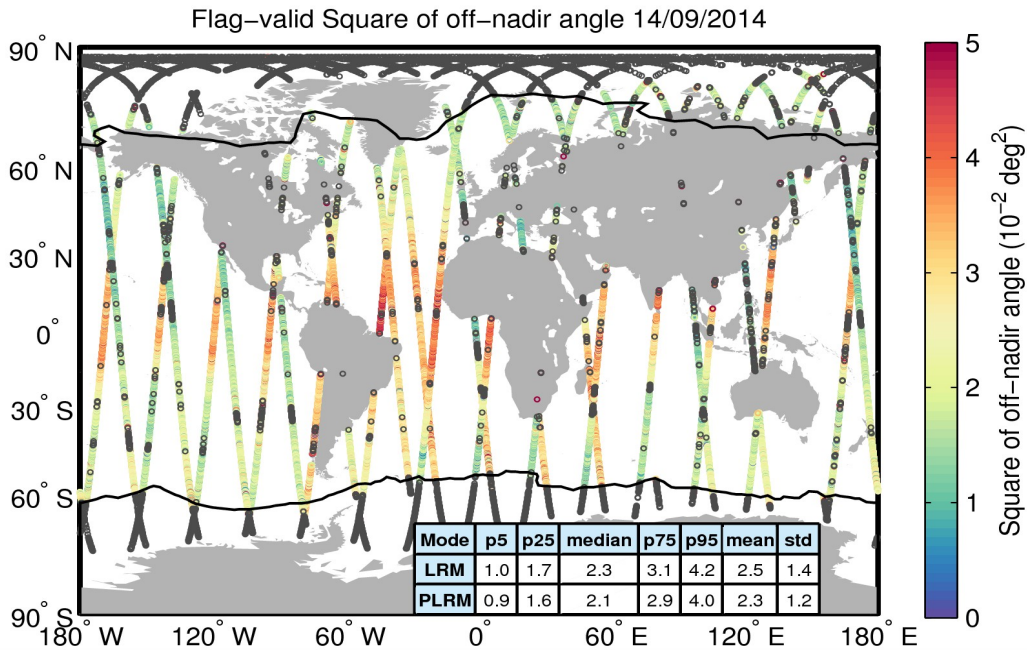 Flag−valid Square of off−nadir angle 14/09/2014
90° N
60° N
30° N
0°
30° S
60° S
90° S
180° W 120° W 60° W 0° 60° E 120° E 180° E
Mode p5 p25 median p75 p95 mean std
LRM 1.0 1.7 2.3 3.1 4.2 2.5 1.4
PLRM 0.9 1.6 2.1 2.9 4.0 2.3 1.2
5
4
3
2
1
0
Square of off−nadir angle (10⁻² deg²)